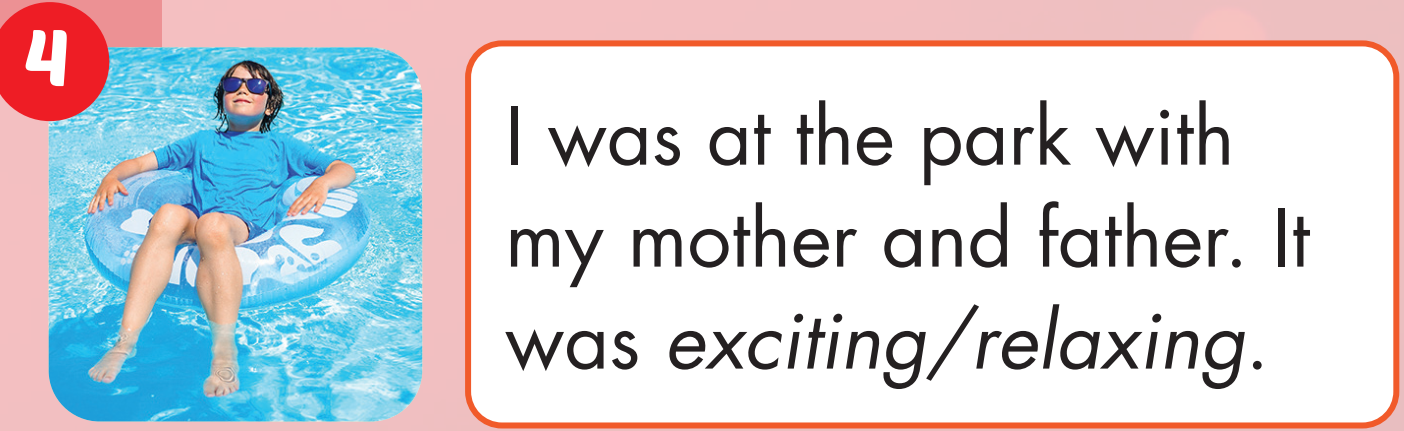 4
I was at the park with
my mother and father. It
was exciting/relaxing.